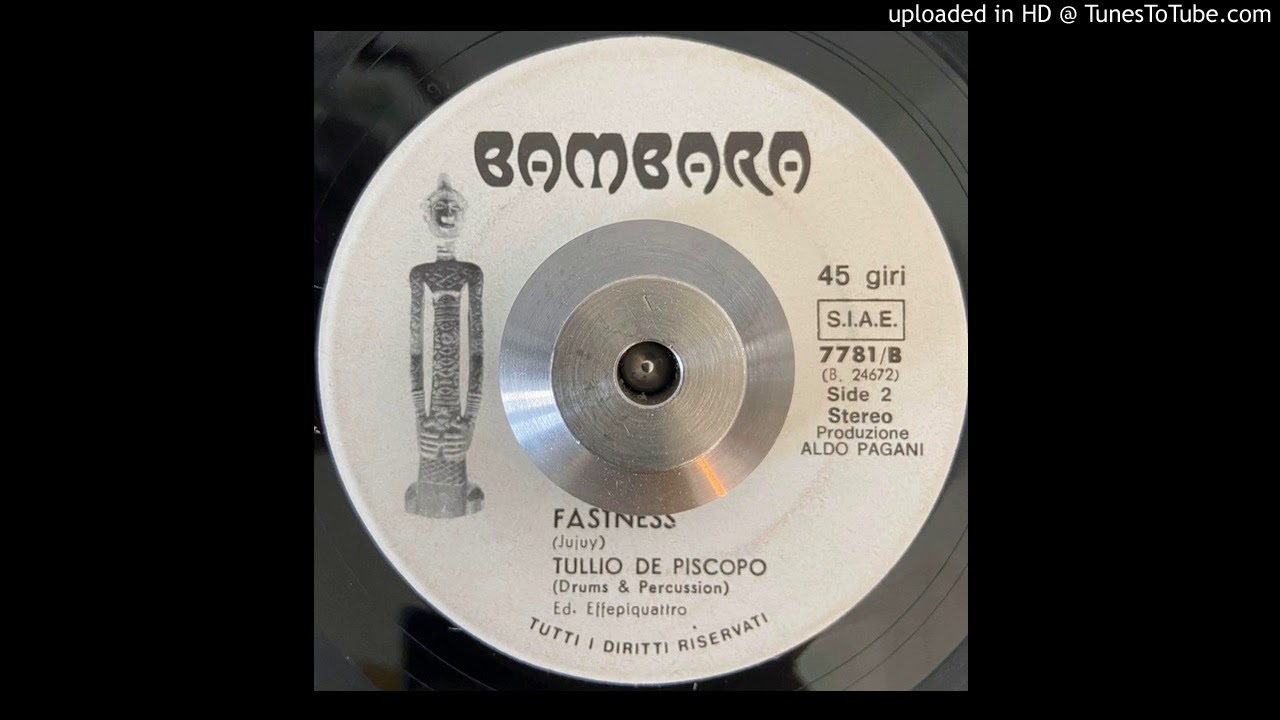 uploaded in HD @ TunesToTube.com
BAMBARA
45 giri
S.I.A.E.
7781/B
(B. 24672)
Side 2
Stereo
Produzione
ALDO PAGANI
FASTNESS
(Jujuy)
TULLIO DE PISCOPO
(Drums & Percussion)
Ed. Effepiquattro
TUTTI I DIRITTI RISERVATI